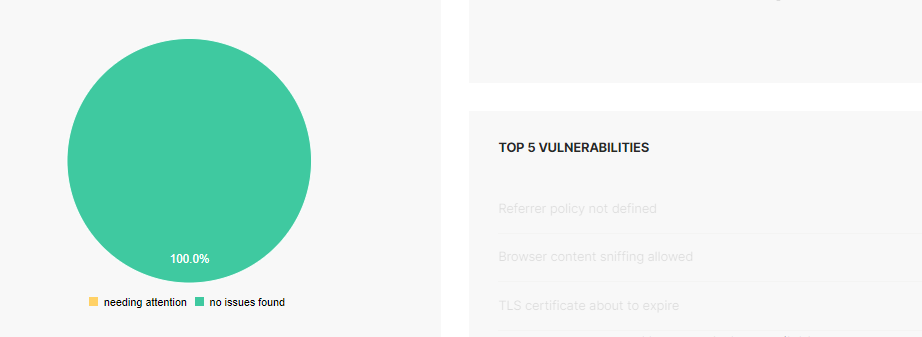 100.0%
needing attention no issues found
TOP 5 VULNERABILITIES
Referrer policy not defined
Browser content sniffing allowed
TLS certificate about to expire